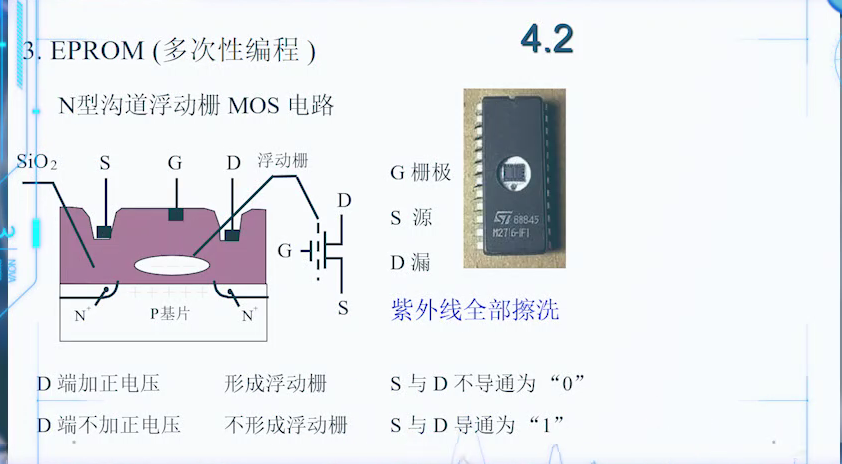 3. EPROM (多次性编程 )
4.2
N型沟道浮动栅 MOS 电路
SiO₂
S
G
D
浮动栅
N⁺
P基片
N⁺
D
G
S
G 栅极
S 源
D 漏
紫外线全部擦洗
88845
D 端加正电压 形成浮动栅 S 与 D 不导通为 “0”
D 端不加正电压 不形成浮动栅 S 与 D 导通为 “1”